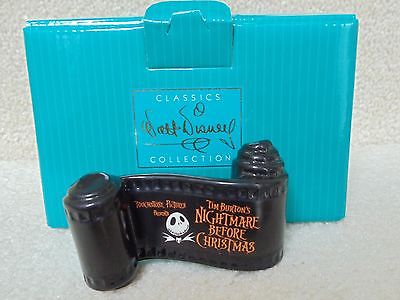 CLASSICS
Walt Disney
COLLECTION
Touchstone Pictures
Presents
Tim Burton's
Nightmare
Before
Christmas